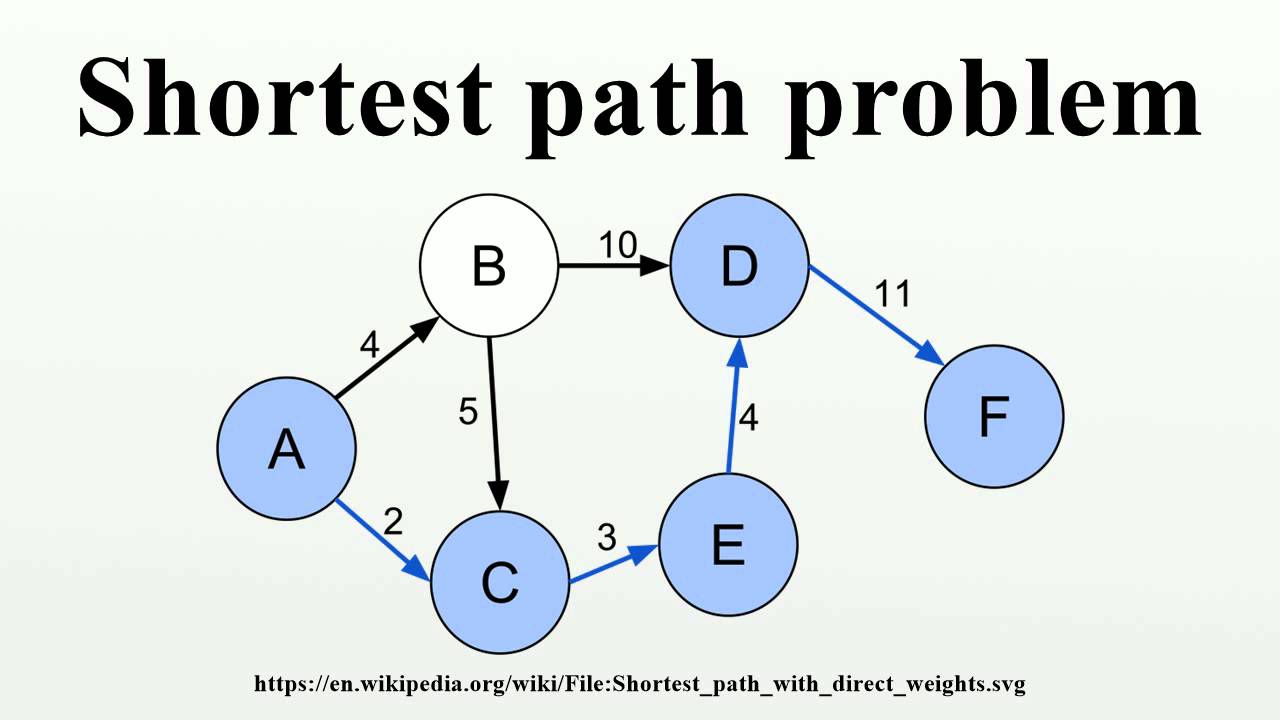 Shortest path problem
B
10
D
11
4
F
5
4
A
2
3
E
C
https://en.wikipedia.org/wiki/File:Shortest_path_with_direct_weights.svg